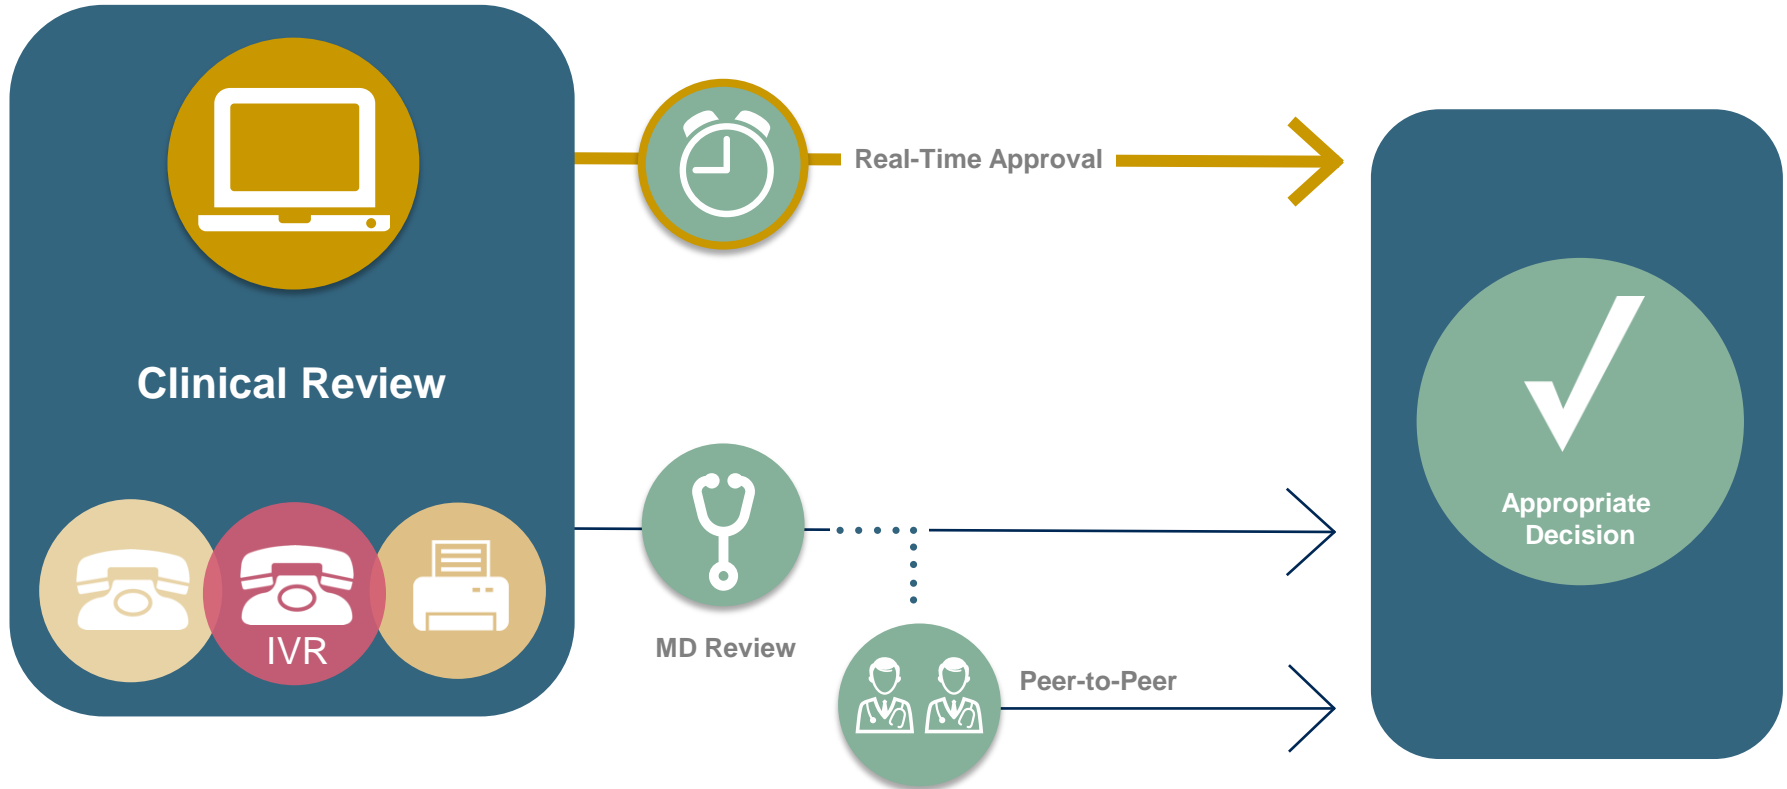 Real-Time Approval
Clinical Review
IVR
MD Review
Peer-to-Peer
Appropriate
Decision